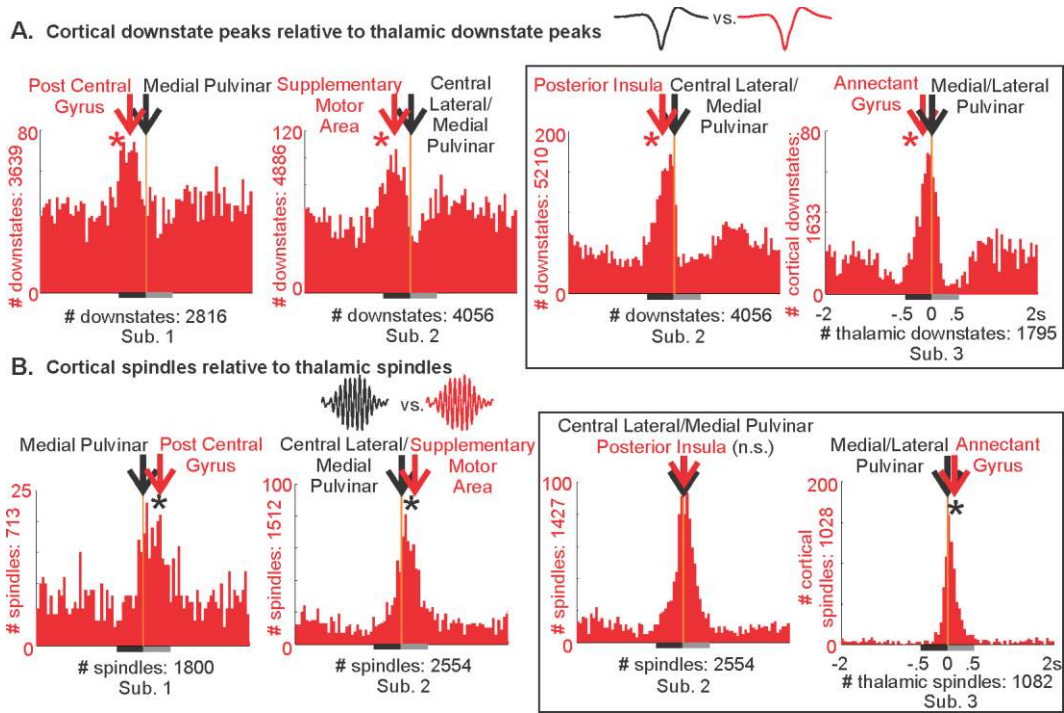 A. Cortical downstate peaks relative to thalamic downstate peaks
vs.
Post Central
Gyrus
Medial Pulvinar
*
80
0
# downstates: 3639
# downstates: 2816
Sub. 1
Supplementary
Motor
Area
Central
Lateral/
Medial
Pulvinar
*
120
0
# downstates: 4886
# downstates: 4056
Sub. 2
Posterior Insula
Central Lateral/
Medial
Pulvinar
*
200
0
# downstates: 5210
# downstates: 4056
Sub. 2
Annectant
Gyrus
Medial/Lateral
Pulvinar
*
80
0
# cortical downstates:
1633
-2 -.5 0 .5 2s
# thalamic downstates: 1795
Sub. 3
B. Cortical spindles relative to thalamic spindles
vs.
Medial Pulvinar
Post Central
Gyrus
*
25
0
# spindles: 713
# spindles: 1800
Sub. 1
Central Lateral/
Medial
Pulvinar
Supplementary
Motor
Area
*
100
0
# spindles: 1512
# spindles: 2554
Sub. 2
Central Lateral/Medial Pulvinar
Posterior Insula (n.s.)
100
0
# spindles: 1427
# spindles: 2554
Sub. 2
Medial/Lateral
Pulvinar
Annectant
Gyrus
*
200
0
# cortical
spindles: 1028
-2 -.5 0 .5 2s
# thalamic spindles: 1082
Sub. 3